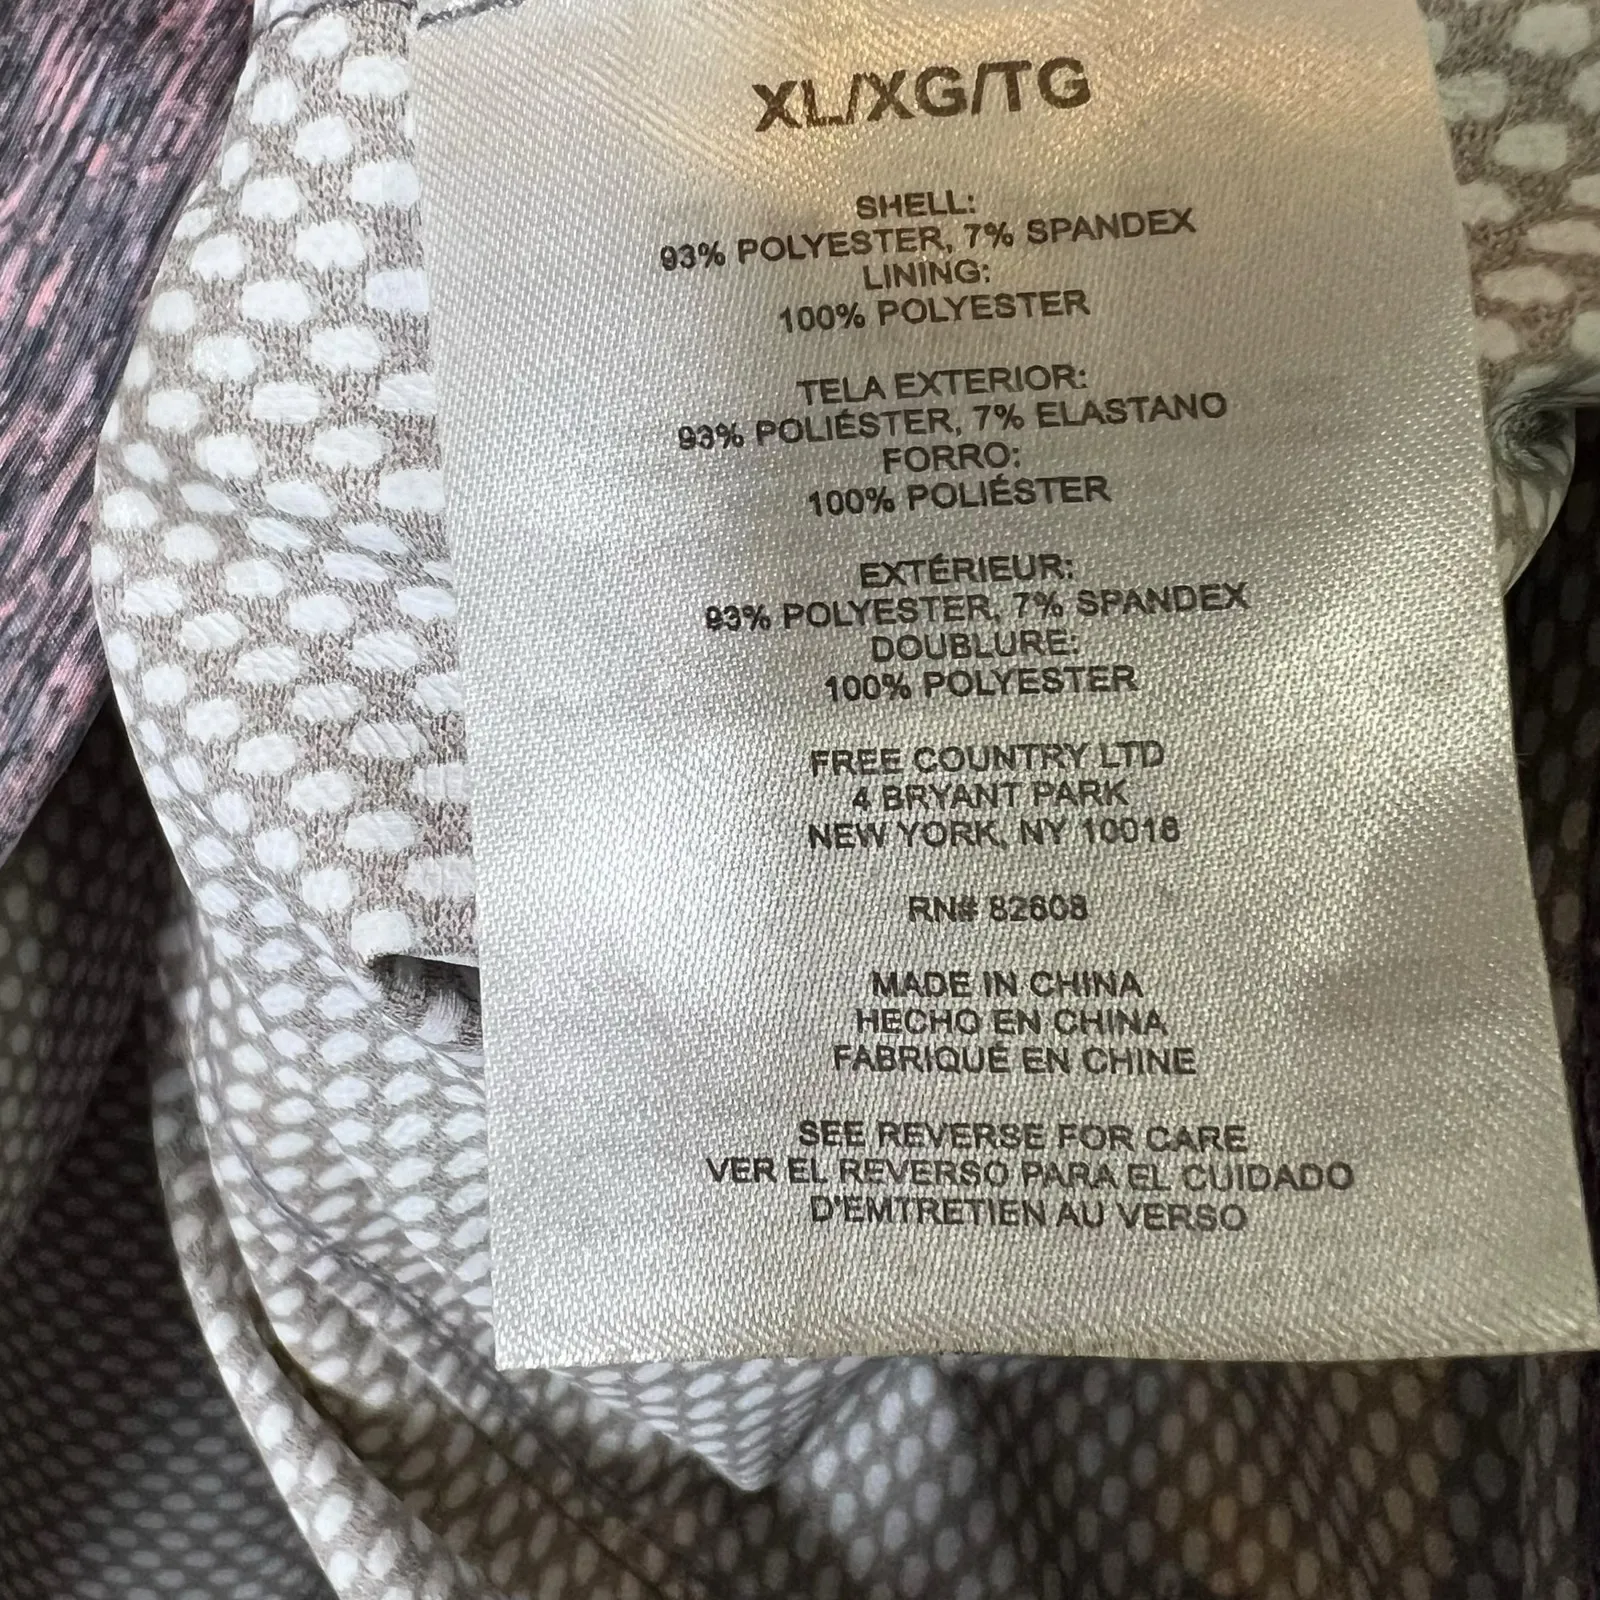 XL/XG/TG
SHELL:
93% POLYESTER, 7% SPANDEX
LINING:
100% POLYESTER
TELA EXTERIOR:
93% POLIÉSTER, 7% ELASTANO
FORRO:
100% POLIÉSTER
EXTÉRIEUR:
93% POLYESTER, 7% SPANDEX
DOUBLURE:
100% POLYESTER
FREE COUNTRY LTD
4 BRYANT PARK
NEW YORK, NY 10018
RN# 82608
MADE IN CHINA
HECHO EN CHINA
FABRIQUÉ EN CHINE
SEE REVERSE FOR CARE
VER EL REVERSO PARA EL CUIDADO
D'EMTRETIEN AU VERSO